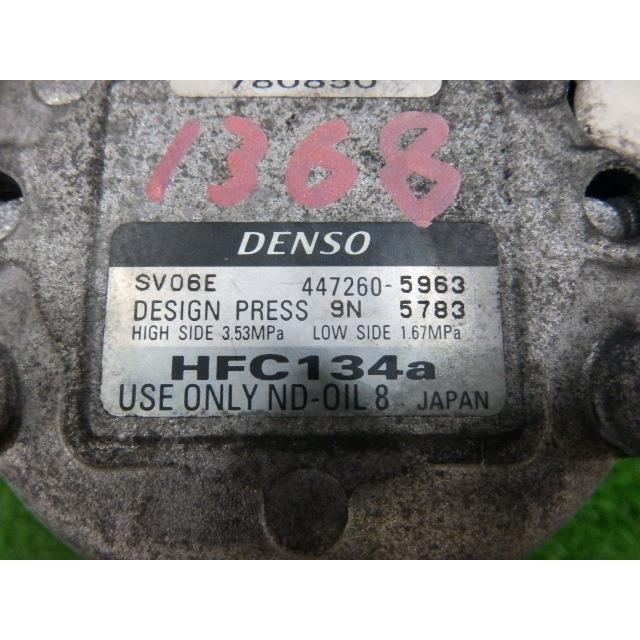 780850
1368
DENSO
SV06E 447260-5963
DESIGN PRESS 9N 5783
HIGH SIDE 3.53MPa LOW SIDE 1.67MPa
HFC134a
USE ONLY ND-OIL 8 JAPAN